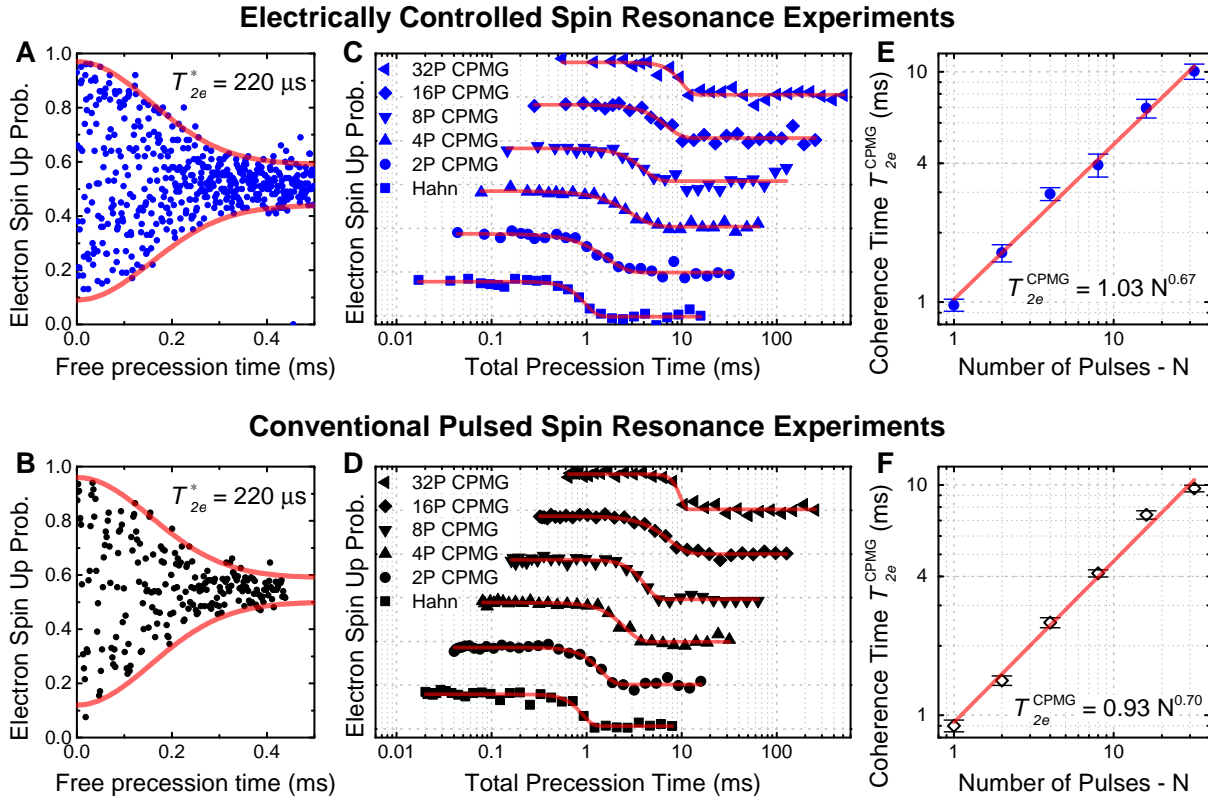 Electrically Controlled Spin Resonance Experiments
A
Electron Spin Up Prob.
1.0
0.8
0.6
0.4
0.2
0.0
T*2e = 220 µs
0.0 0.2 0.4
Free precession time (ms)
C
Electron Spin Up Prob.
32P CPMG
16P CPMG
8P CPMG
4P CPMG
2P CPMG
Hahn
0.01 0.1 1 10 100
Total Precession Time (ms)
E
Coherence Time T2e^CPMG (ms)
10
4
1
T2e^CPMG = 1.03 N^0.67
1 10
Number of Pulses - N
Conventional Pulsed Spin Resonance Experiments
B
Electron Spin Up Prob.
1.0
0.8
0.6
0.4
0.2
0.0
T*2e = 220 µs
0.0 0.2 0.4
Free precession time (ms)
D
Electron Spin Up Prob.
32P CPMG
16P CPMG
8P CPMG
4P CPMG
2P CPMG
Hahn
0.01 0.1 1 10 100
Total Precession Time (ms)
F
Coherence Time T2e^CPMG (ms)
10
4
1
T2e^CPMG = 0.93 N^0.70
1 10
Number of Pulses - N